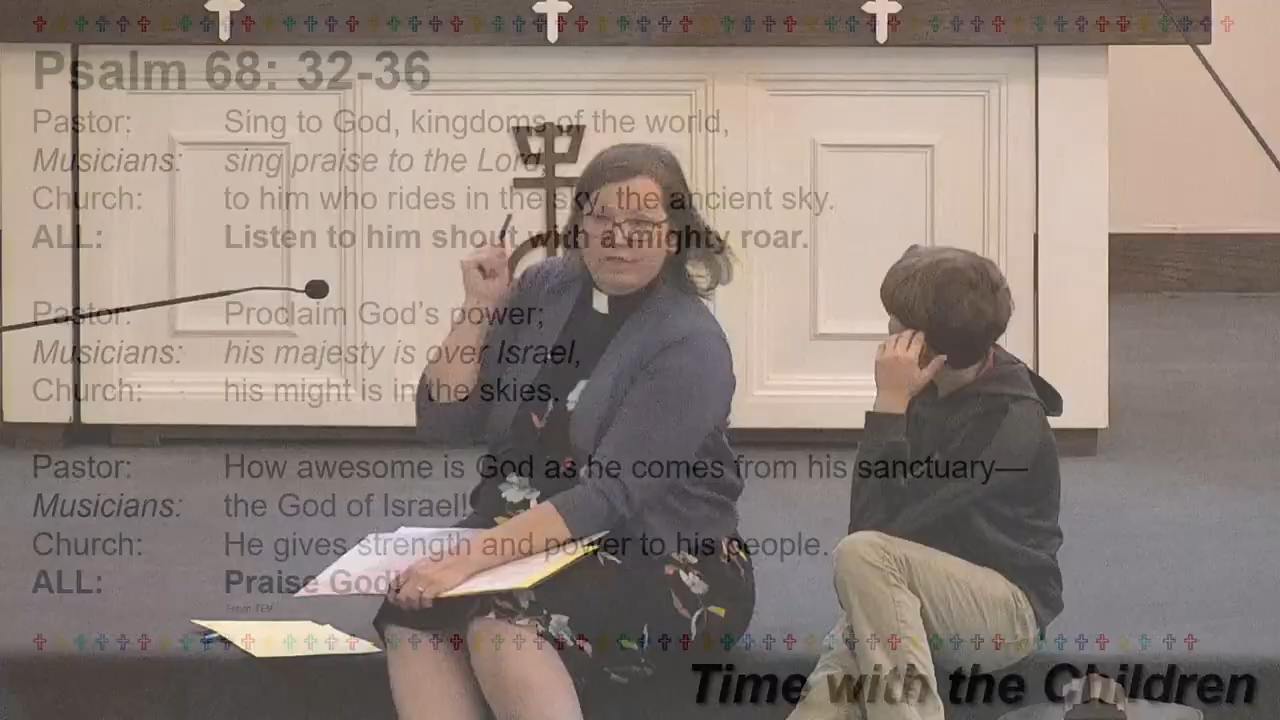 Psalm 68: 32-36
Pastor: Sing to God, kingdoms of the world,
Musicians: sing praise to the Lord,
Church: to him who rides in the sky, the ancient sky.
ALL: Listen to him shout with a mighty roar.
Pastor: Proclaim God's power;
Musicians: his majesty is over Israel,
Church: his might is in the skies.
Pastor: How awesome is God as he comes from his sanctuary—
Musicians: the God of Israel!
Church: He gives strength and power to his people.
ALL: Praise God!
From TEV
Time with the Children